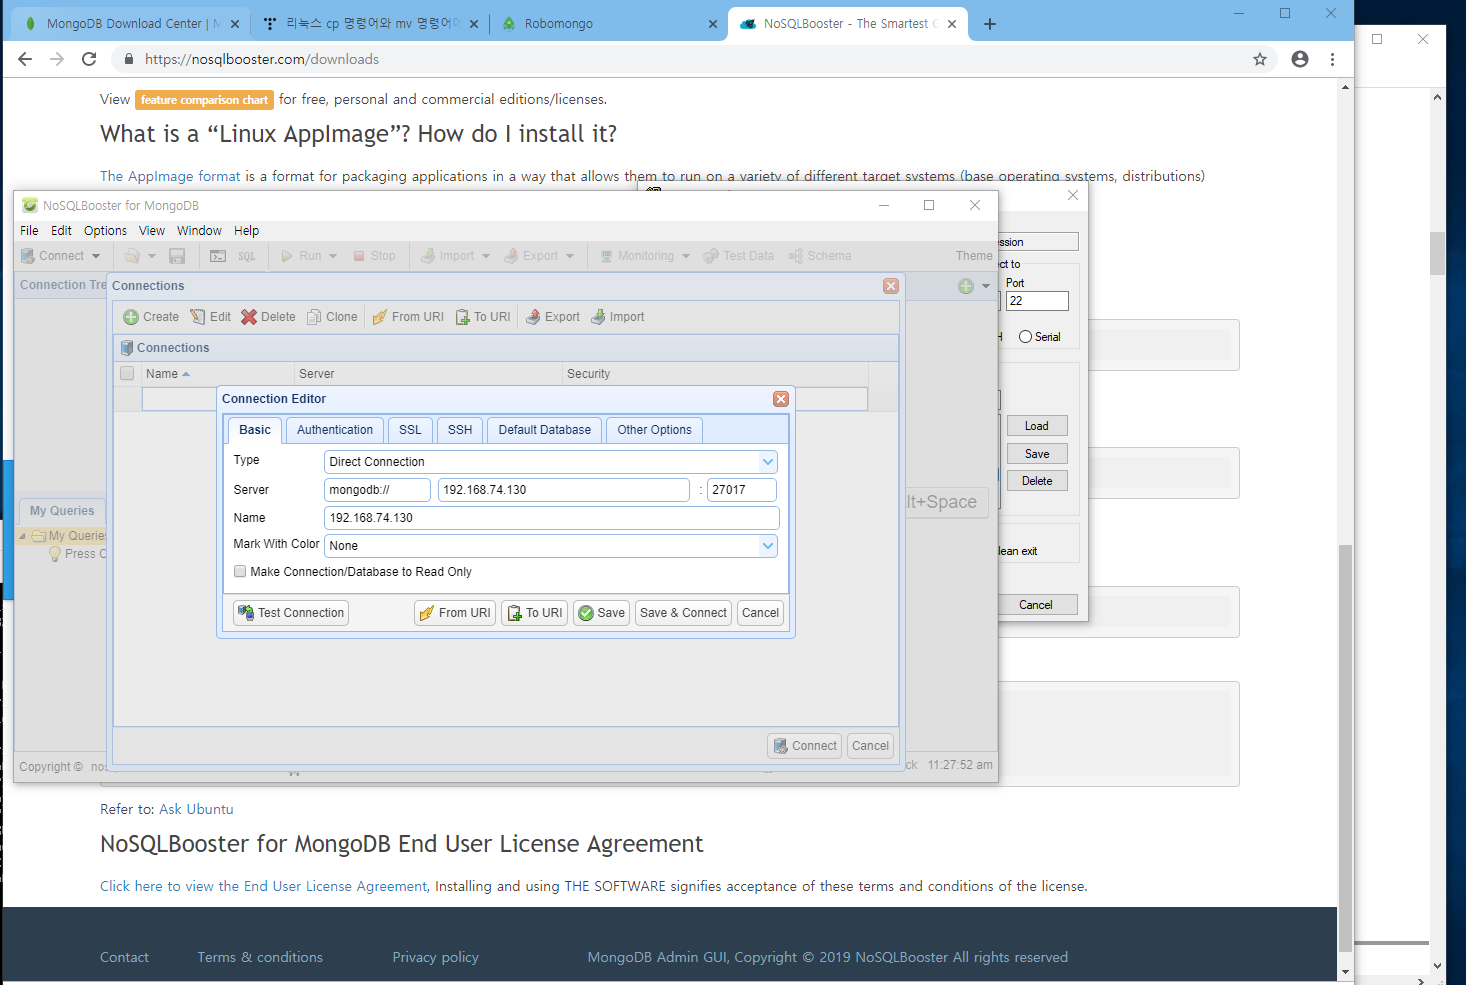 MongoDB Download Center | M
리눅스 cp 명령어와 mv 명령어
Robomongo
NoSQLBooster - The Smartest
https://nosqlbooster.com/downloads
View feature comparison chart for free, personal and commercial editions/licenses.
What is a “Linux AppImage”? How do I install it?
The AppImage format is a format for packaging applications in a way that allows them to run on a variety of different target systems (base operating systems, distributions)
NoSQLBooster for MongoDB
File Edit Options View Window Help
Connect SQL Run Stop Import Export Monitoring Test Data Schema Theme
Connection Tre
Connections
Create Edit Delete Clone From URI To URI Export Import
Connections
Name Server Security
Connection Editor
Basic Authentication SSL SSH Default Database Other Options
Type Direct Connection
Server mongodb:// 192.168.74.130 : 27017
Name 192.168.74.130
Mark With Color None
Make Connection/Database to Read Only
Test Connection From URI To URI Save Save & Connect Cancel
My Queries
My Querie
Press C
lt+Space
Connect Cancel
Copyright © nos
ck 11:27:52 am
ssion
ct to
Port
22
H Serial
Load
Save
Delete
lean exit
Cancel
Refer to: Ask Ubuntu
NoSQLBooster for MongoDB End User License Agreement
Click here to view the End User License Agreement, Installing and using THE SOFTWARE signifies acceptance of these terms and conditions of the license.
Contact Terms & conditions Privacy policy MongoDB Admin GUI, Copyright © 2019 NoSQLBooster All rights reserved